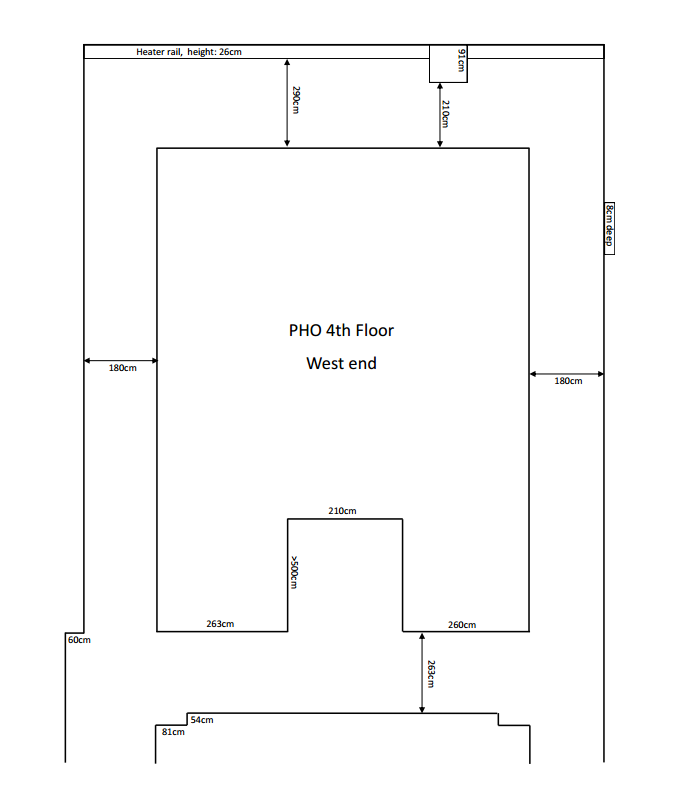 Heater rail, height: 26cm
91cm
290cm
210cm
8cm deep
PHO 4th Floor
West end
180cm
180cm
210cm
>500cm
263cm
260cm
60cm
263cm
54cm
81cm